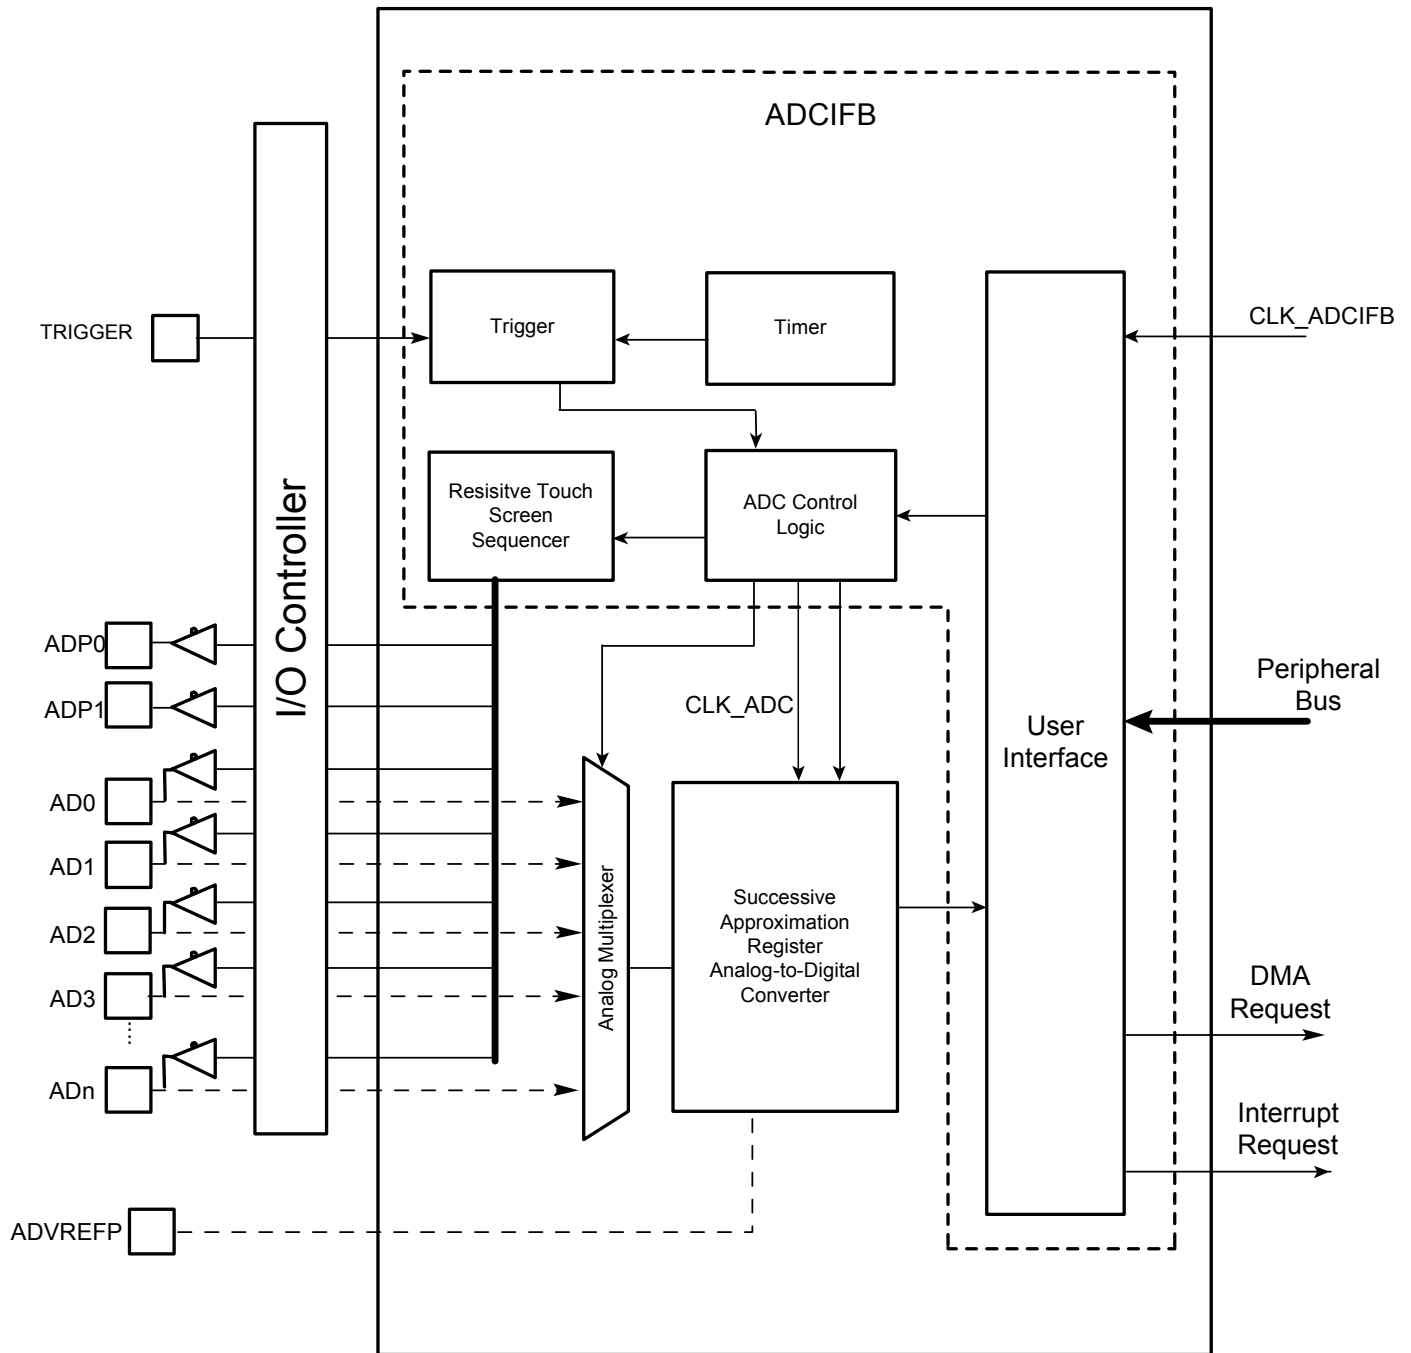 ADCIFB
TRIGGER
Trigger
Timer
CLK_ADCIFB
I/O Controller
Resisitve Touch
Screen
Sequencer
ADC Control
Logic
ADP0
ADP1
AD0
AD1
AD2
AD3
ADn
CLK_ADC
Analog Multiplexer
Successive
Approximation
Register
Analog-to-Digital
Converter
User
Interface
Peripheral
Bus
DMA
Request
Interrupt
Request
ADVREFP